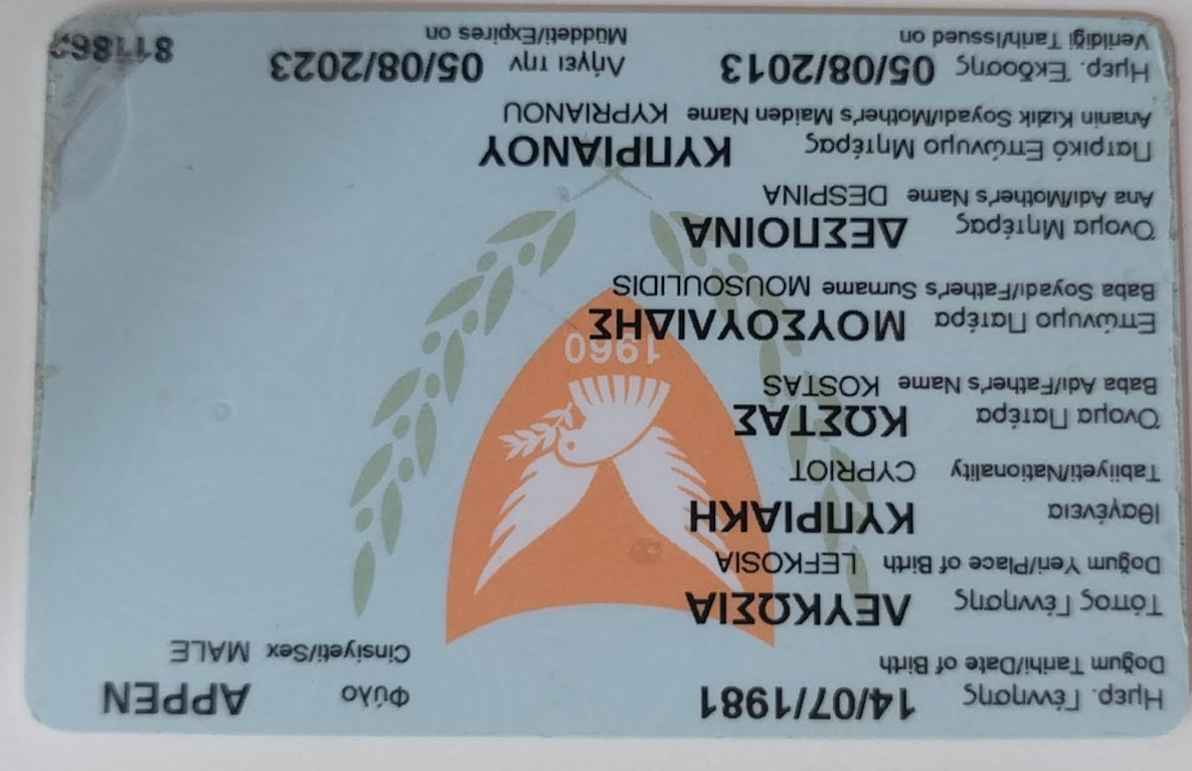 Ημερ. Γέννησης 14/07/1981 Φύλο ΑΡΡΕΝ
Doğum Tarihi/Date of Birth Cinsiyeti/Sex MALE
Τόπος Γέννησης ΛΕΥΚΩΣΙΑ
Doğum Yeri/Place of Birth LEFKOSIA
Ιθαγένεια ΚΥΠΡΙΑΚΗ
Tabiiyeti/Nationality CYPRIOT
Όνομα Πατέρα ΚΩΣΤΑΣ
Baba Adı/Father's Name KOSTAS
1960
Επώνυμο Πατέρα ΜΟΥΣΟΥΛΙΔΗΣ
Baba Soyadı/Father's Surname MOUSOULIDIS
Όνομα Μητέρας ΔΕΣΠΟΙΝΑ
Ana Adı/Mother's Name DESPINA
Πατρικό Επώνυμο Μητέρας ΚΥΠΡΙΑΝΟΥ
Ananin Kızlık Soyadı/Mother's Maiden Name KYPRIANOU
Ημερ. Έκδοσης 05/08/2013 Λήγει την 05/08/2023
Verildiği Tarih/Issued on Müddeti/Expires on